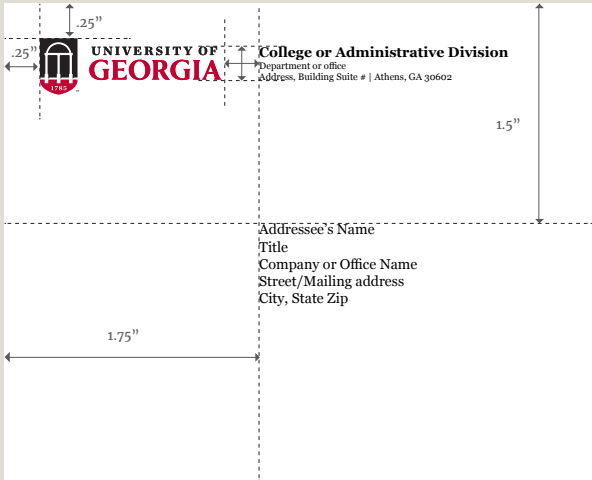 .25”
.25”
UNIVERSITY OF
GEORGIA
1785
College or Administrative Division
Department or office
Address, Building Suite # | Athens, GA 30602
1.5”
Addressee’s Name
Title
Company or Office Name
Street/Mailing address
City, State Zip
1.75”